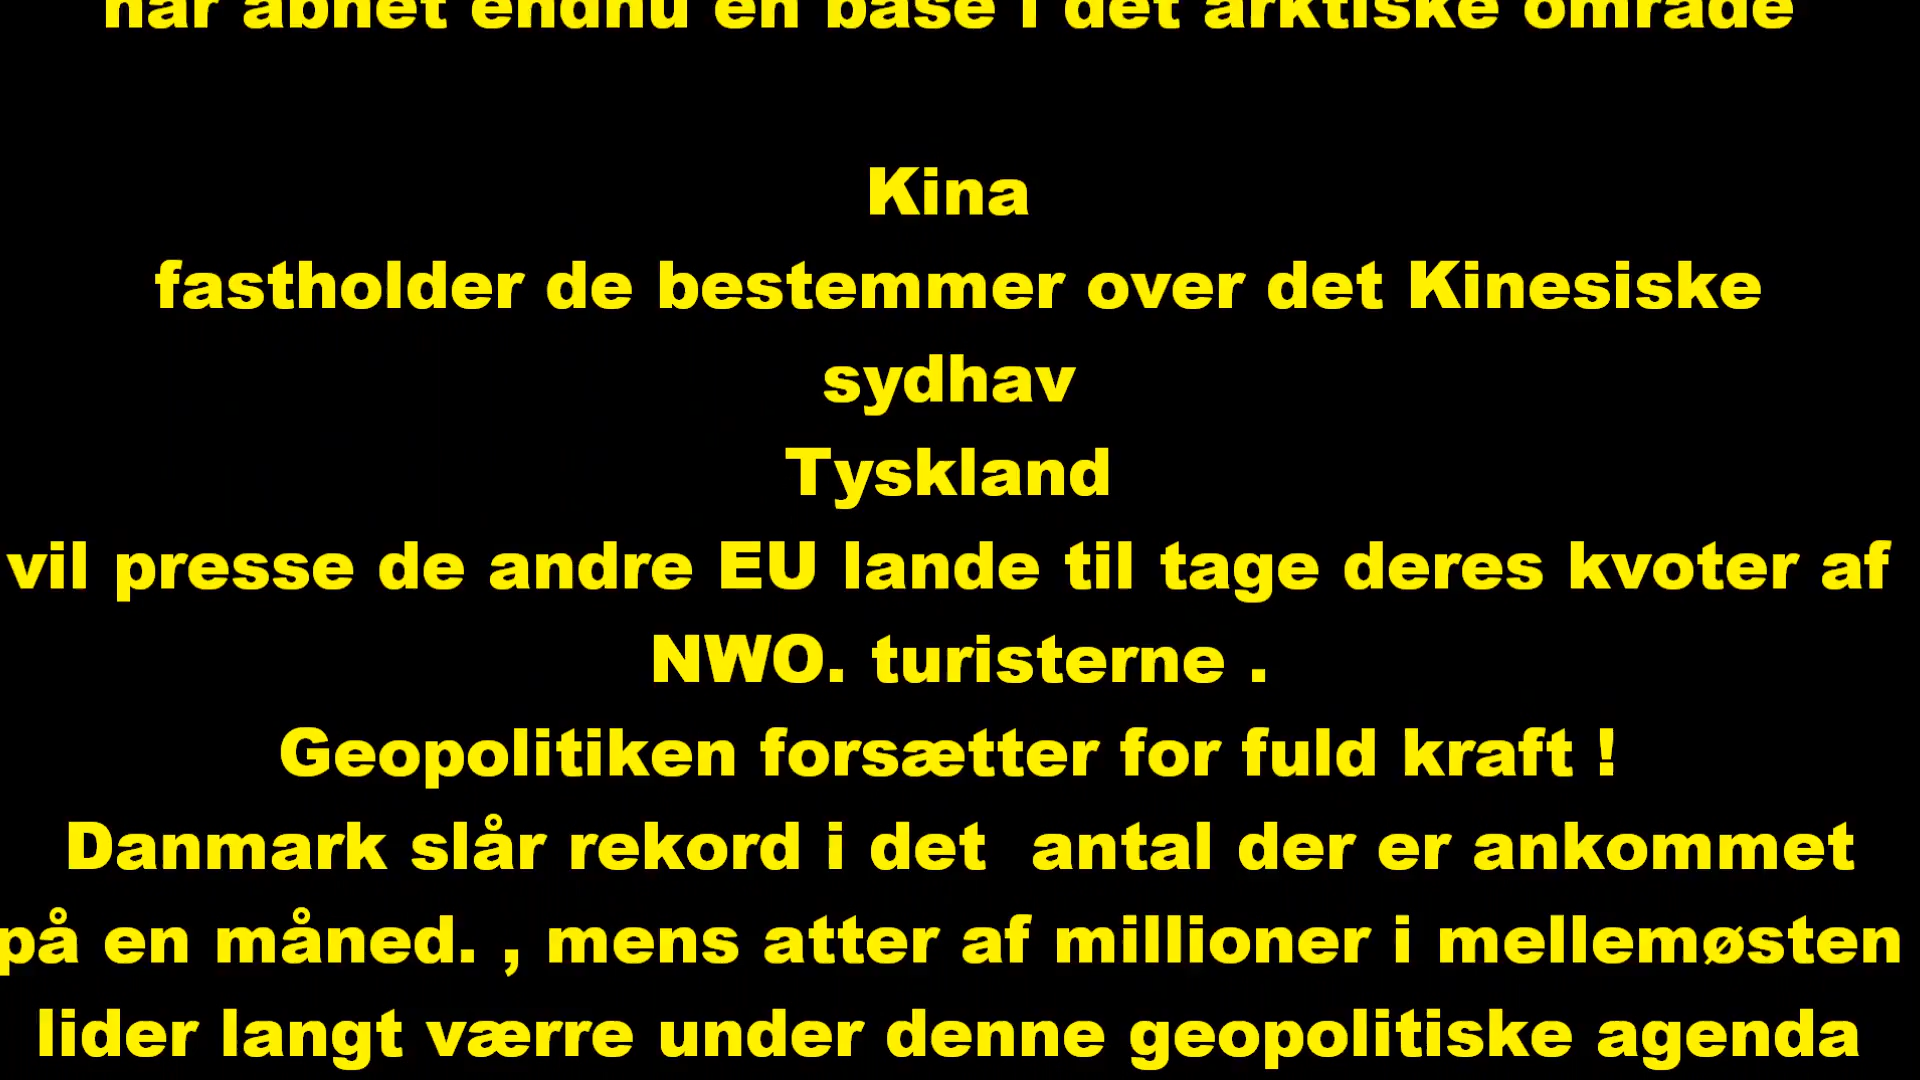 har åbnet endnu en base i det arktiske område
Kina
fastholder de bestemmer over det Kinesiske
sydhav
Tyskland
vil presse de andre EU lande til tage deres kvoter af
NWO. turisterne .
Geopolitiken forsætter for fuld kraft !
Danmark slår rekord i det  antal der er ankommet
på en måned. , mens atter af millioner i mellemøsten
lider langt værre under denne geopolitiske agenda